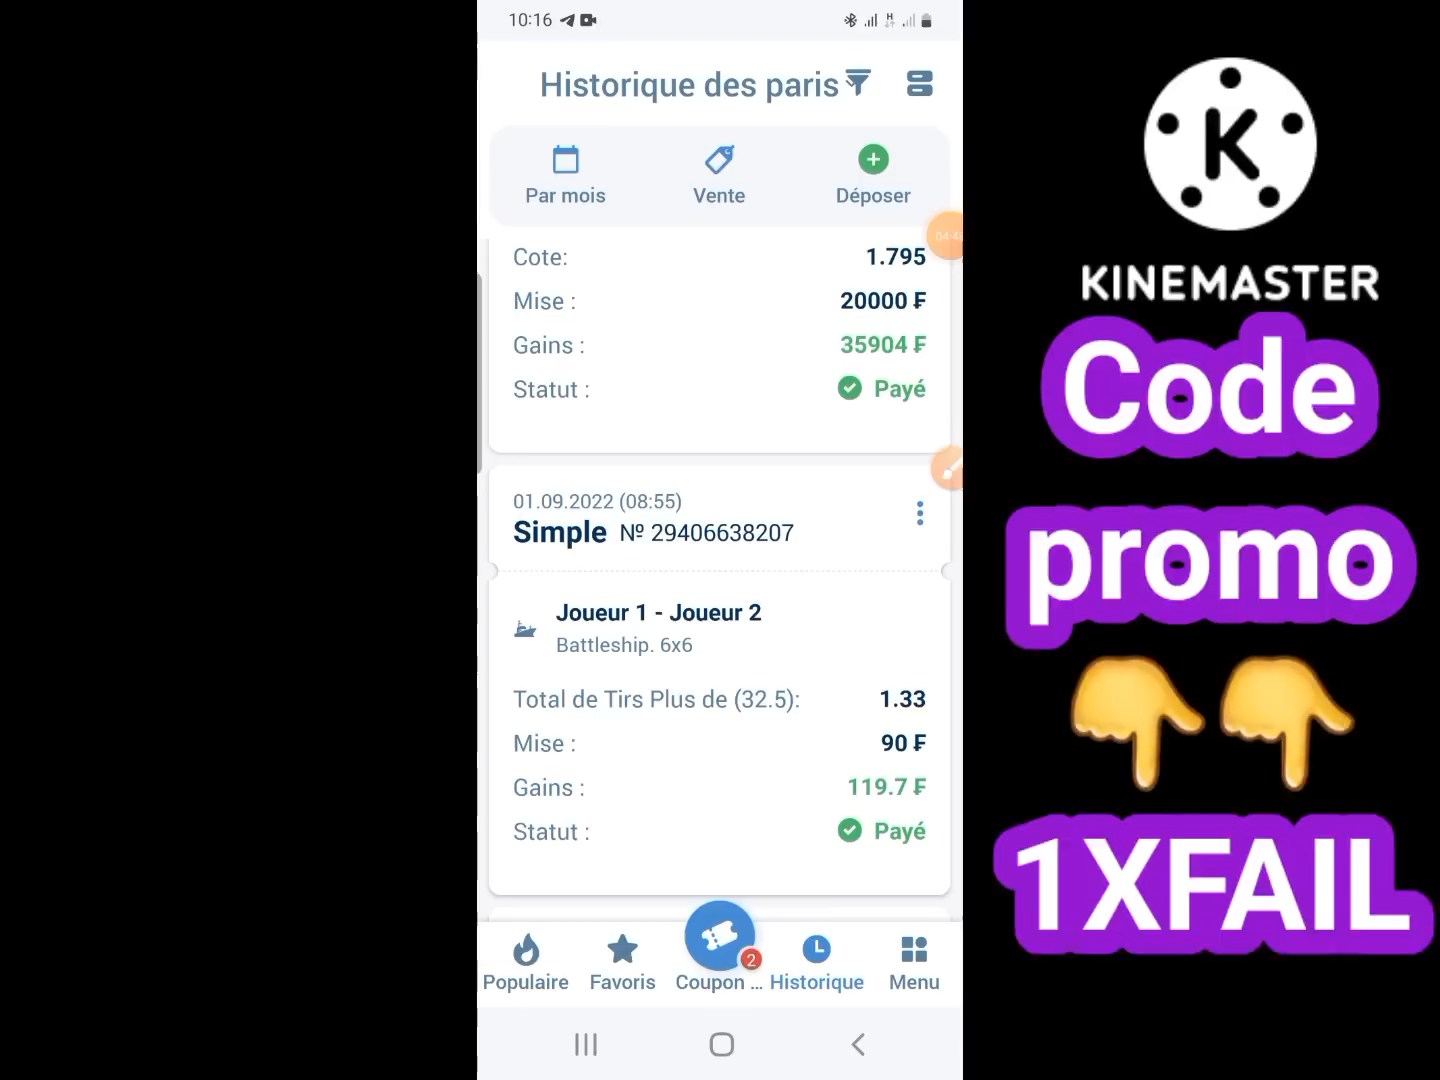 10:16
Historique des paris
Par mois
Vente
Déposer
Cote:
1.795
Mise :
20000 ₣
Gains :
35904 ₣
Statut :
Payé
01.09.2022 (08:55)
Simple № 29406638207
Joueur 1 - Joueur 2
Battleship. 6x6
Total de Tirs Plus de (32.5):
1.33
Mise :
90 ₣
Gains :
119.7 ₣
Statut :
Payé
2
Populaire
Favoris
Coupon ...
Historique
Menu
K
KINEMASTER
Code
promo
1XFAIL